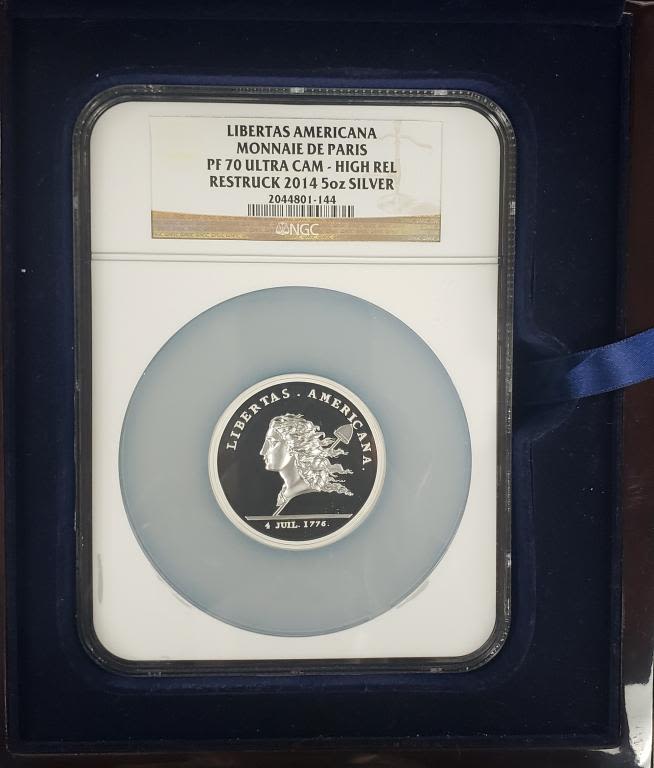 LIBERTAS AMERICANA
MONNAIE DE PARIS
PF 70 ULTRA CAM - HIGH REL
RESTRUCK 2014 5oz SILVER
2044801-144
NGC
LIBERTAS . AMERICANA.
4 JUIL. 1776.